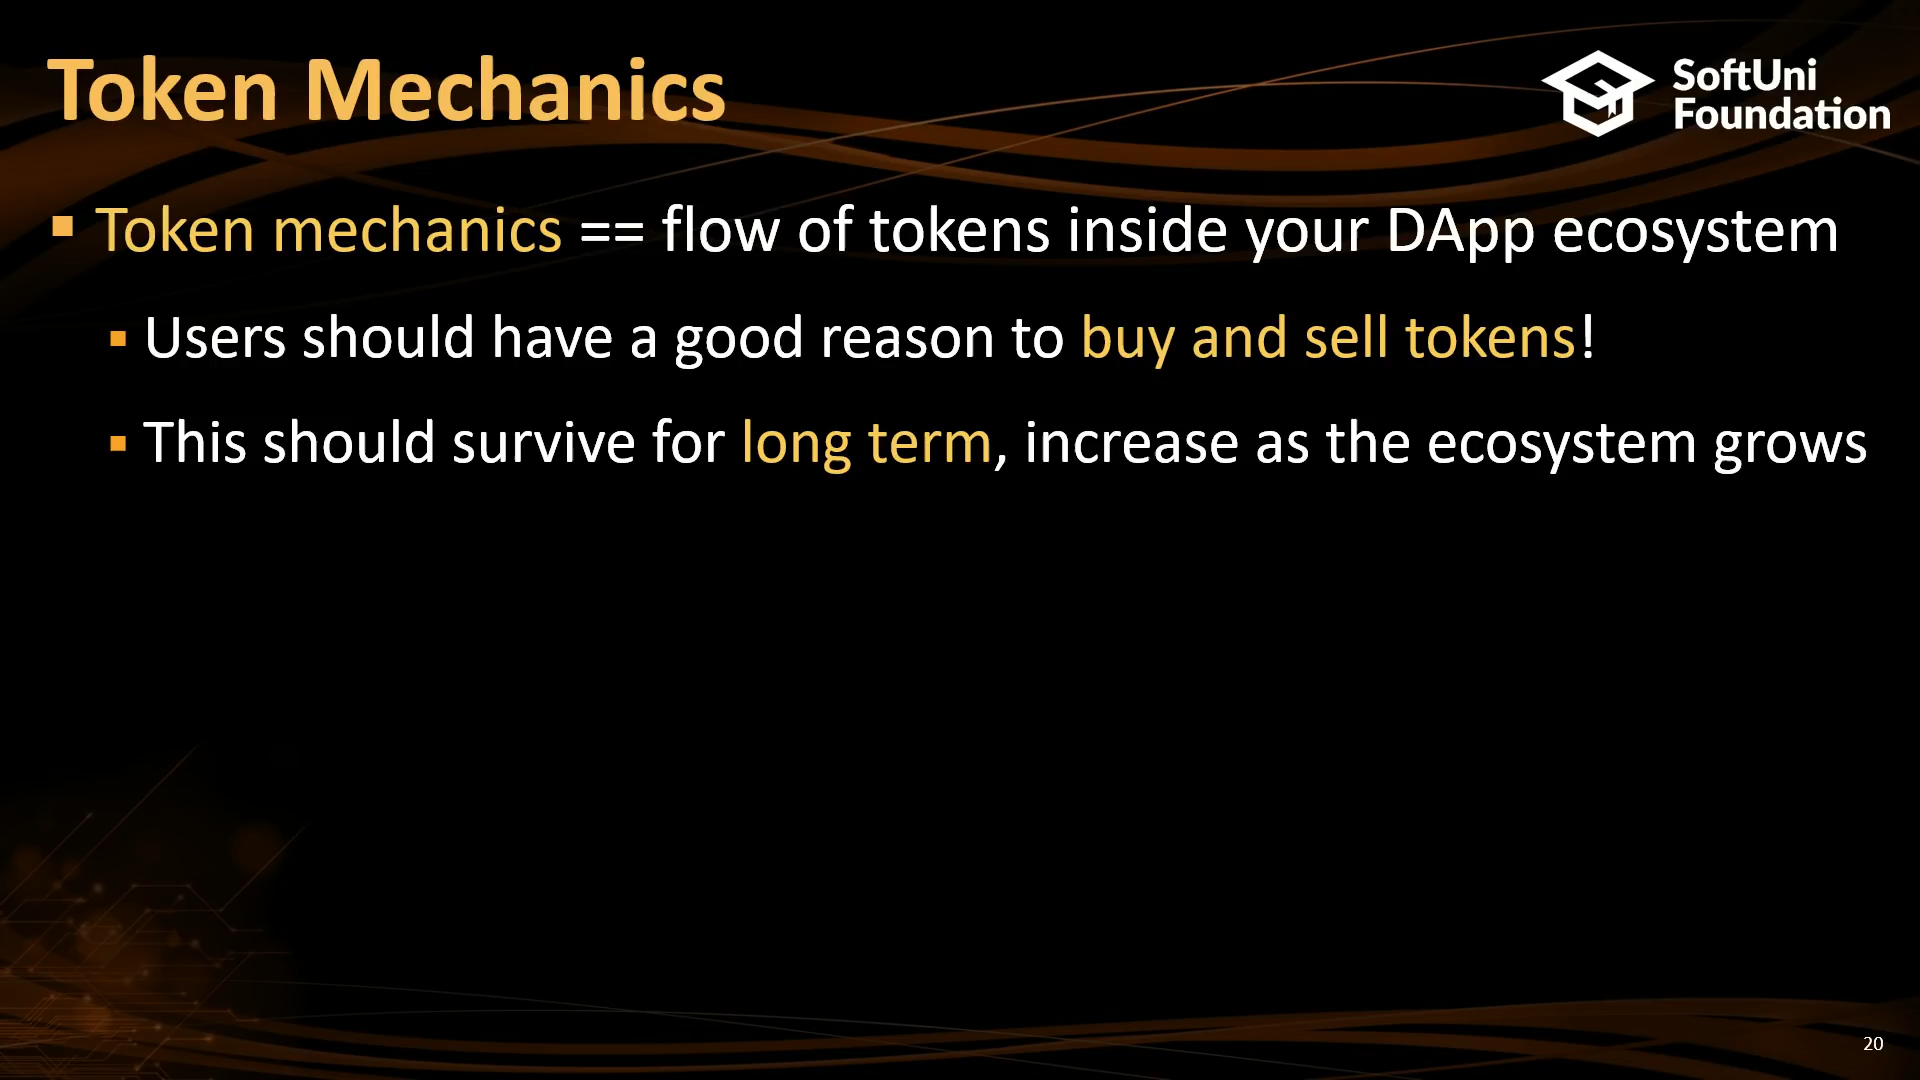 Token Mechanics
SoftUni
Foundation
Token mechanics == flow of tokens inside your DApp ecosystem
Users should have a good reason to buy and sell tokens!
This should survive for long term, increase as the ecosystem grows
20